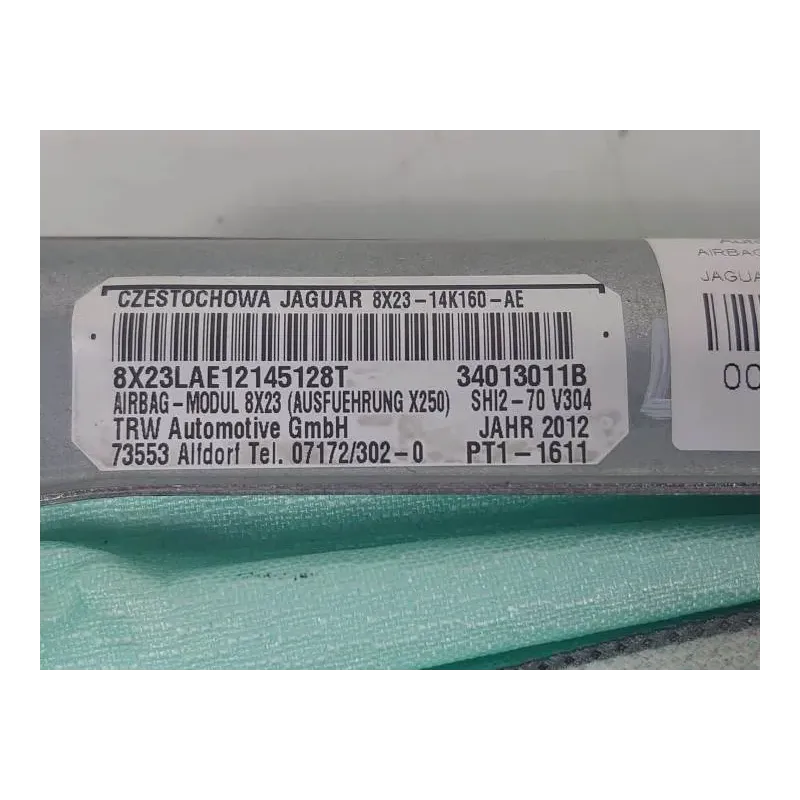 CZESTOCHOWA JAGUAR 8X23-14K160-AE
8X23LAE12145128T 34013011B
AIRBAG-MODUL 8X23 (AUSFUEHRUNG X250) SHI2-70 V304
TRW Automotive GmbH JAHR 2012
73553 Alfdorf Tel. 07172/302-0 PT1-1611
AIRBAG
JAGUA
00